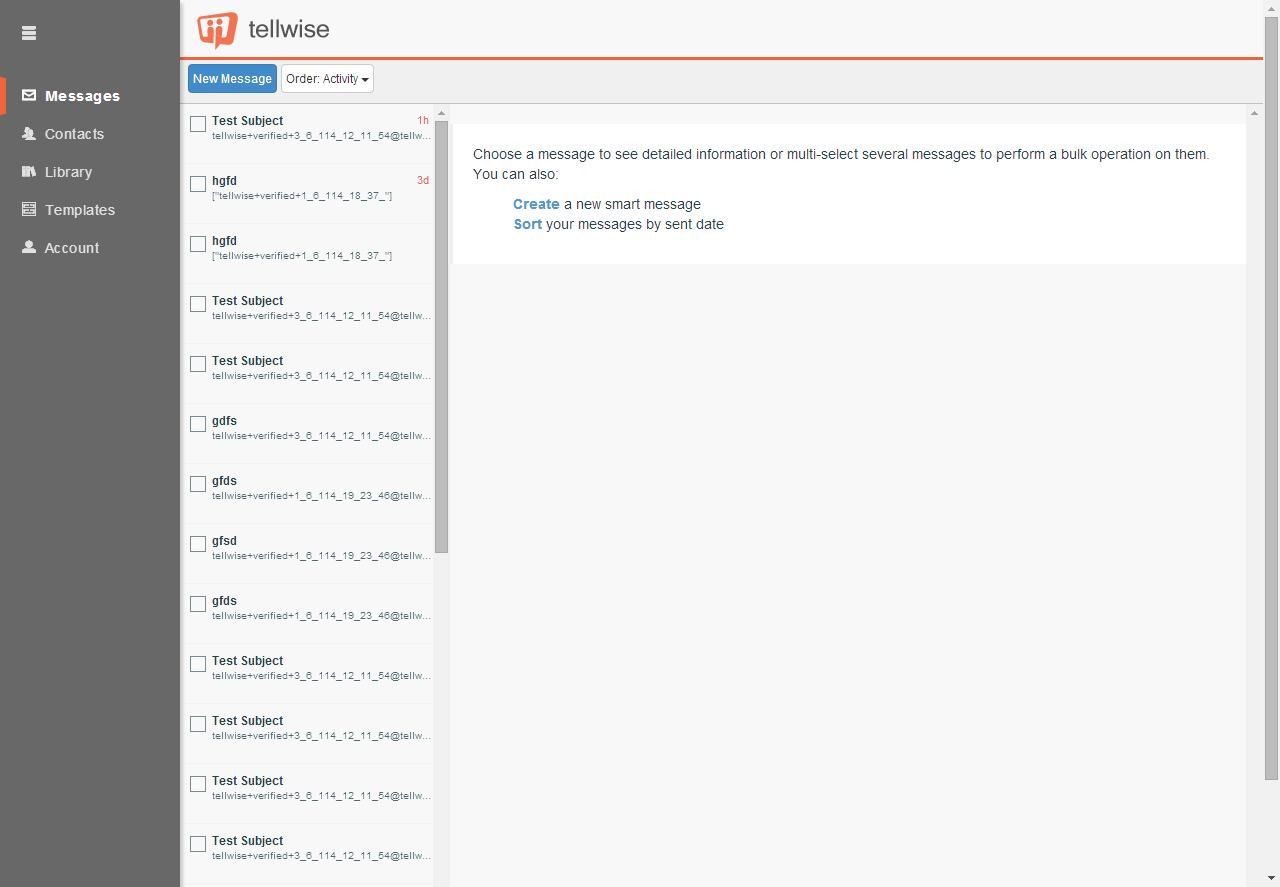 tellwise
New Message
Order: Activity
Messages
Contacts
Library
Templates
Account
Test Subject 1h
tellwise+verified+3_6_114_12_11_54@tellw...
hgfd 3d
["tellwise+verified+1_6_114_18_37_"]
hgfd
["tellwise+verified+1_6_114_18_37_"]
Test Subject
tellwise+verified+3_6_114_12_11_54@tellw...
Test Subject
tellwise+verified+3_6_114_12_11_54@tellw...
gdfs
tellwise+verified+3_6_114_12_11_54@tellw...
gfds
tellwise+verified+1_6_114_19_23_46@tellw...
gfsd
tellwise+verified+1_6_114_19_23_46@tellw...
gfds
tellwise+verified+1_6_114_19_23_46@tellw...
Test Subject
tellwise+verified+3_6_114_12_11_54@tellw...
Test Subject
tellwise+verified+3_6_114_12_11_54@tellw...
Test Subject
tellwise+verified+3_6_114_12_11_54@tellw...
Test Subject
tellwise+verified+3_6_114_12_11_54@tellw...
Choose a message to see detailed information or multi-select several messages to perform a bulk operation on them.
You can also:
Create a new smart message
Sort your messages by sent date